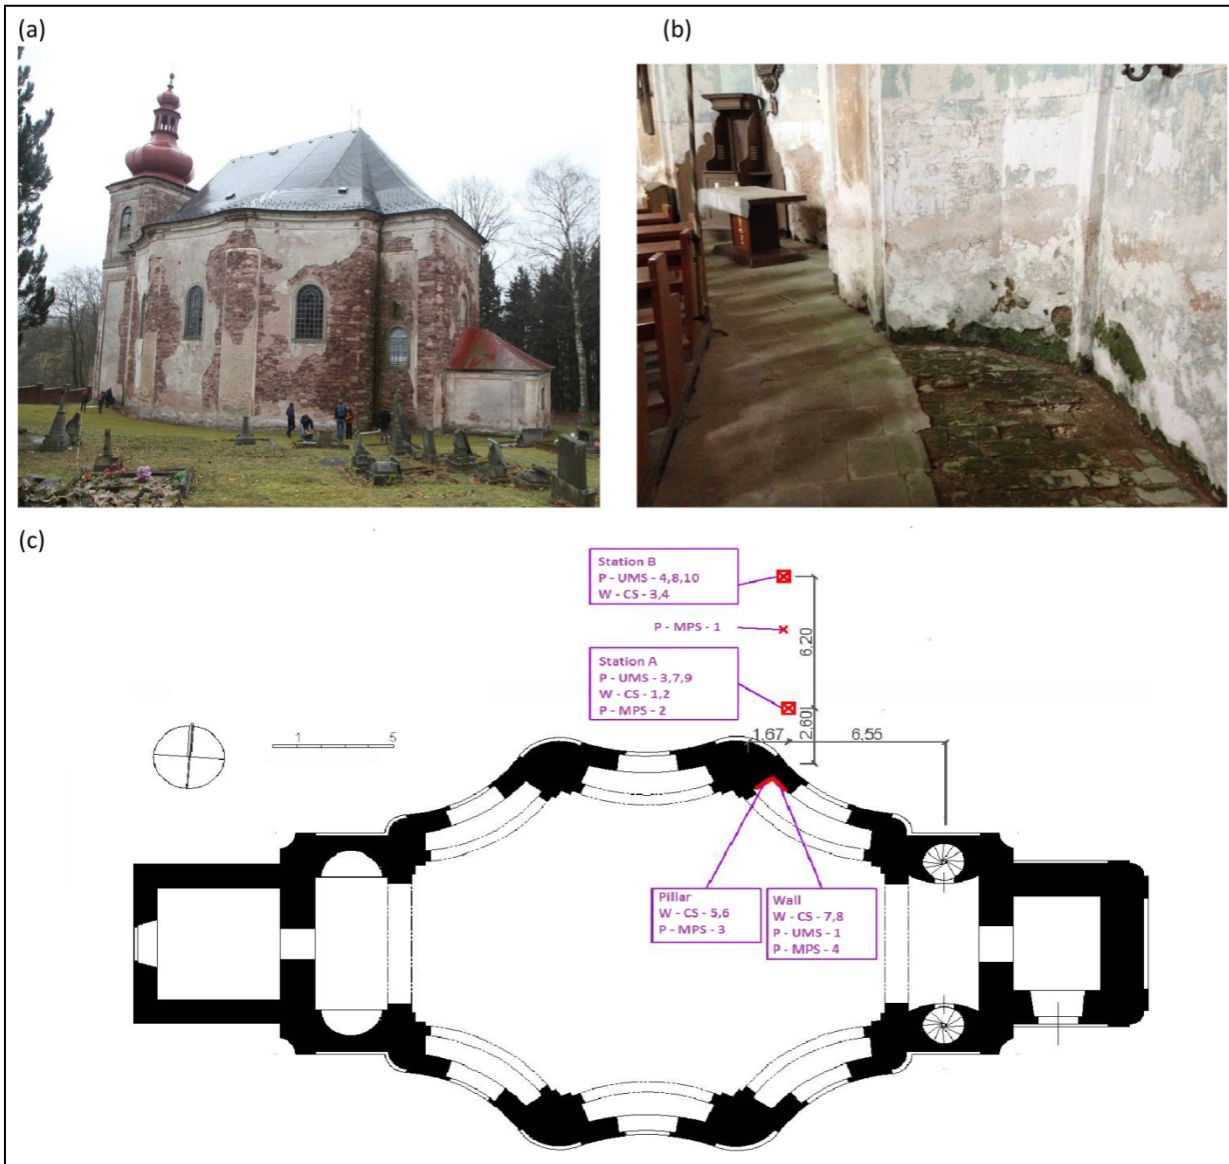 (a)
(b)
(c)
Station B
P - UMS - 4,8,10
W - CS - 3,4
P - MPS - 1
6,20
Station A
P - UMS - 3,7,9
W - CS - 1,2
P - MPS - 2
2.60
1,67
6,55
1
5
Pillar
W - CS - 5,6
P - MPS - 3
Wall
W - CS - 7,8
P - UMS - 1
P - MPS - 4